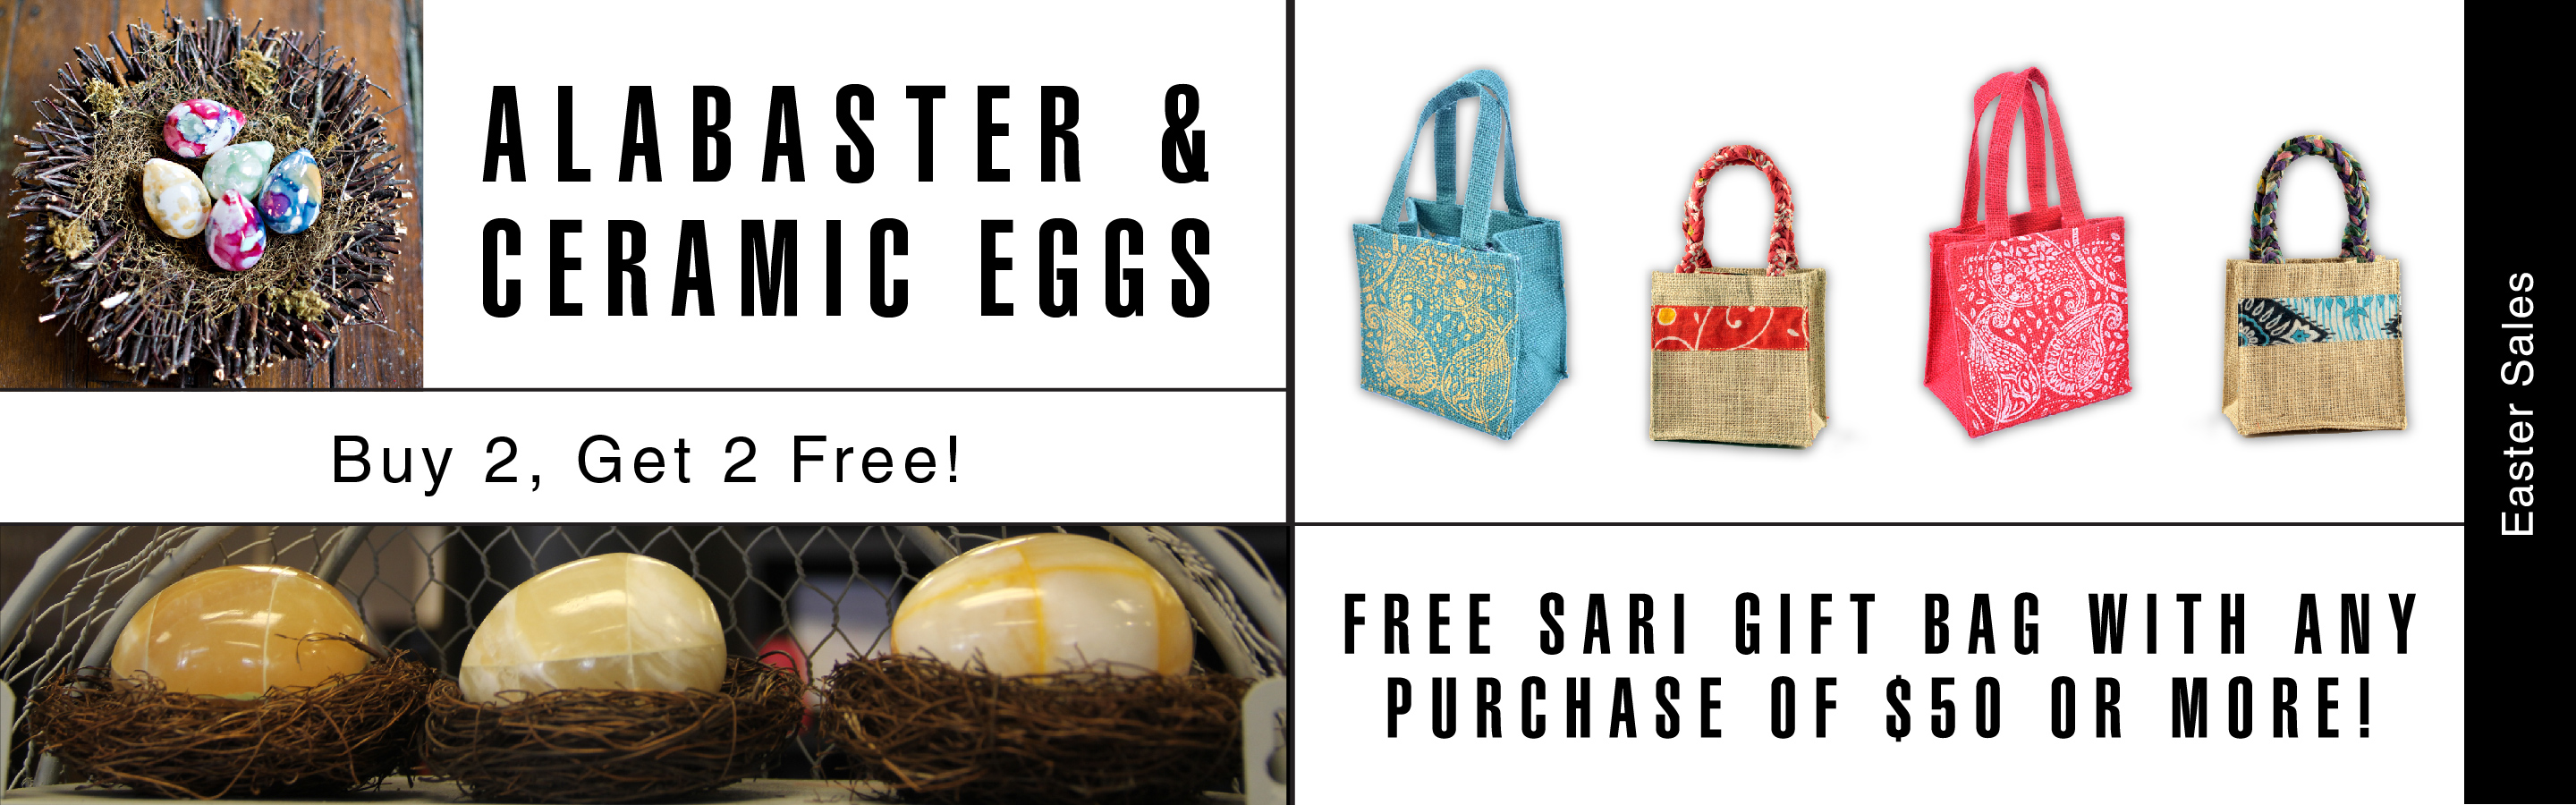 ALABASTER &
CERAMIC EGGS
Buy 2, Get 2 Free!
FREE SARI GIFT BAG WITH ANY
PURCHASE OF $50 OR MORE!
Easter Sales